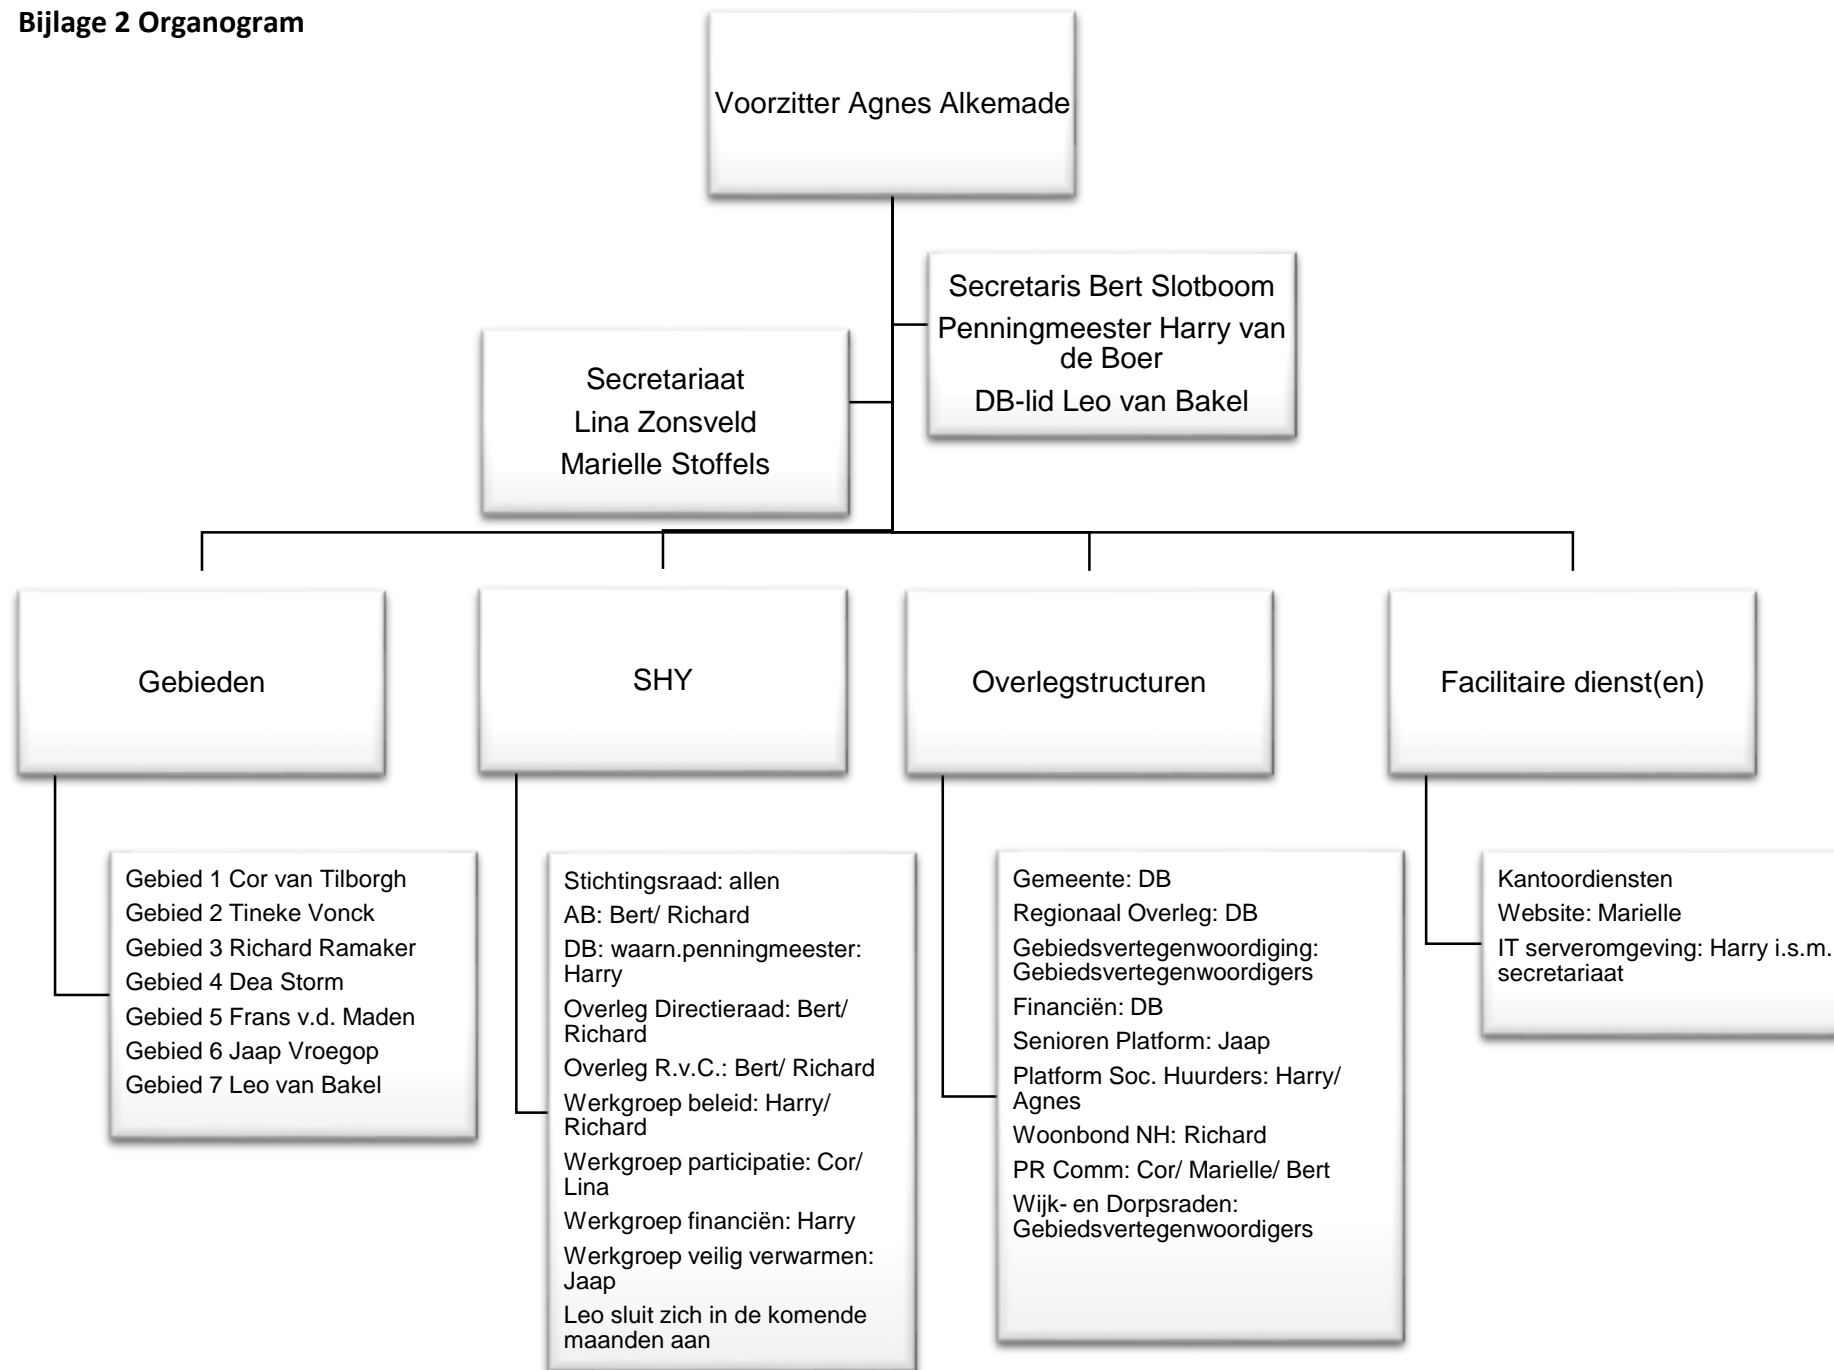 Bijlage 2 Organogram
Voorzitter Agnes Alkemade
Secretaris Bert Slotboom
Penningmeester Harry van
de Boer
DB-lid Leo van Bakel
Secretariaat
Lina Zonsveld
Marielle Stoffels
Gebieden
SHY
Overlegstructuren
Facilitaire dienst(en)
Gebied 1 Cor van Tilborgh
Gebied 2 Tineke Vonck
Gebied 3 Richard Ramaker
Gebied 4 Dea Storm
Gebied 5 Frans v.d. Maden
Gebied 6 Jaap Vroegop
Gebied 7 Leo van Bakel
Stichtingsraad: allen
AB: Bert/ Richard
DB: waarn.penningmeester:
Harry
Overleg Directieraad: Bert/
Richard
Overleg R.v.C.: Bert/ Richard
Werkgroep beleid: Harry/
Richard
Werkgroep participatie: Cor/
Lina
Werkgroep financiën: Harry
Werkgroep veilig verwarmen:
Jaap
Leo sluit zich in de komende
maanden aan
Gemeente: DB
Regionaal Overleg: DB
Gebiedsvertegenwoordiging:
Gebiedsvertegenwoordigers
Financiën: DB
Senioren Platform: Jaap
Platform Soc. Huurders: Harry/
Agnes
Woonbond NH: Richard
PR Comm: Cor/ Marielle/ Bert
Wijk- en Dorpsraden:
Gebiedsvertegenwoordigers
Kantoordiensten
Website: Marielle
IT serveromgeving: Harry i.s.m.
secretariaat